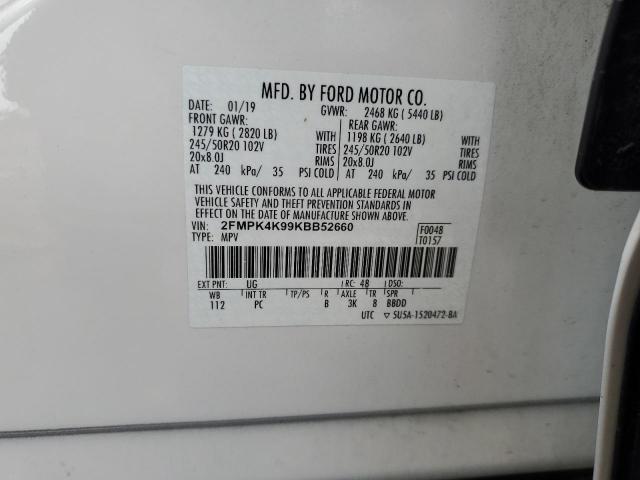 MFD. BY FORD MOTOR CO.
DATE: 01/19 GVWR: 2468 KG ( 5440 LB)
FRONT GAWR: REAR GAWR:
1279 KG ( 2820 LB) WITH 1198 KG ( 2640 LB) WITH
245/50R20 102V TIRES 245/50R20 102V TIRES
20x8.0J RIMS 20x8.0J RIMS
AT 240 kPa/ 35 PSI COLD AT 240 kPa/ 35 PSI COLD
THIS VEHICLE CONFORMS TO ALL APPLICABLE FEDERAL MOTOR
VEHICLE SAFETY AND THEFT PREVENTION STANDARDS IN
EFFECT ON THE DATE OF MANUFACTURE SHOWN ABOVE.
VIN: 2FMPK4K99KBB52660 F0048
TYPE: MPV T0157
EXT PNT: UG RC: 48 DSO:
WB INT TR TP/PS R AXLE TR SPR
112 PC B 3K 8 BBDD
UTC ▽ 5U5A-1520472-BA